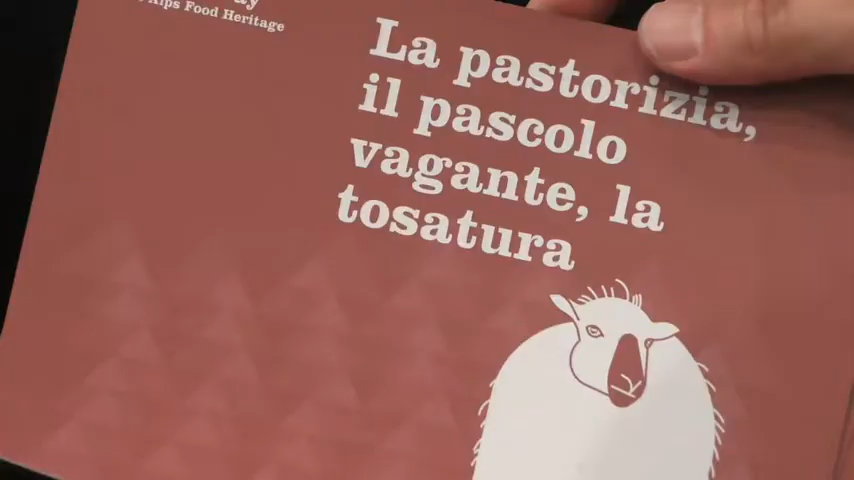 Alps Food Heritage
La pastorizia,
il pascolo
vagante, la
tosatura